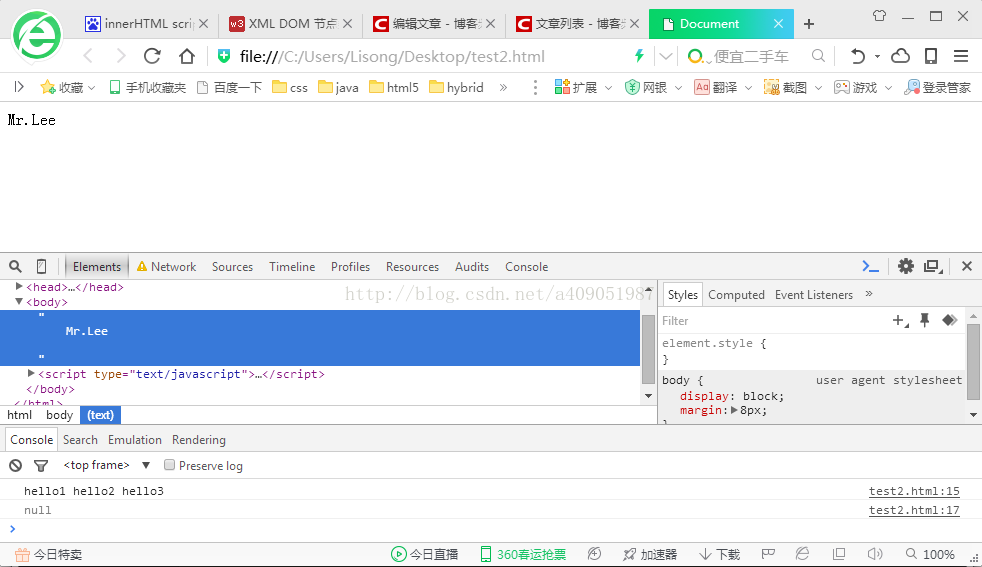 innerHTML scri
XML DOM 节点
编辑文章 - 博客
文章列表 - 博客
Document
file:///C:/Users/Lisong/Desktop/test2.html
便宜二手车
收藏 手机收藏夹 百度一下 css java html5 hybrid » 扩展 网银 翻译 截图 游戏 登录管家
Mr.Lee
Elements Network Sources Timeline Profiles Resources Audits Console
<head>…</head>
<body>
"
Mr.Lee
"
<script type="text/javascript">…</script>
</body>
</html>
http://blog.csdn.net/a409051987
Styles Computed Event Listeners »
Filter
element.style {
}
body { user agent stylesheet
display: block;
margin: 8px;
}
html body (text)
Console Search Emulation Rendering
<top frame> Preserve log
hello1 hello2 hello3 test2.html:15
null test2.html:17
今日特卖 今日直播 360春运抢票 加速器 下载 100%